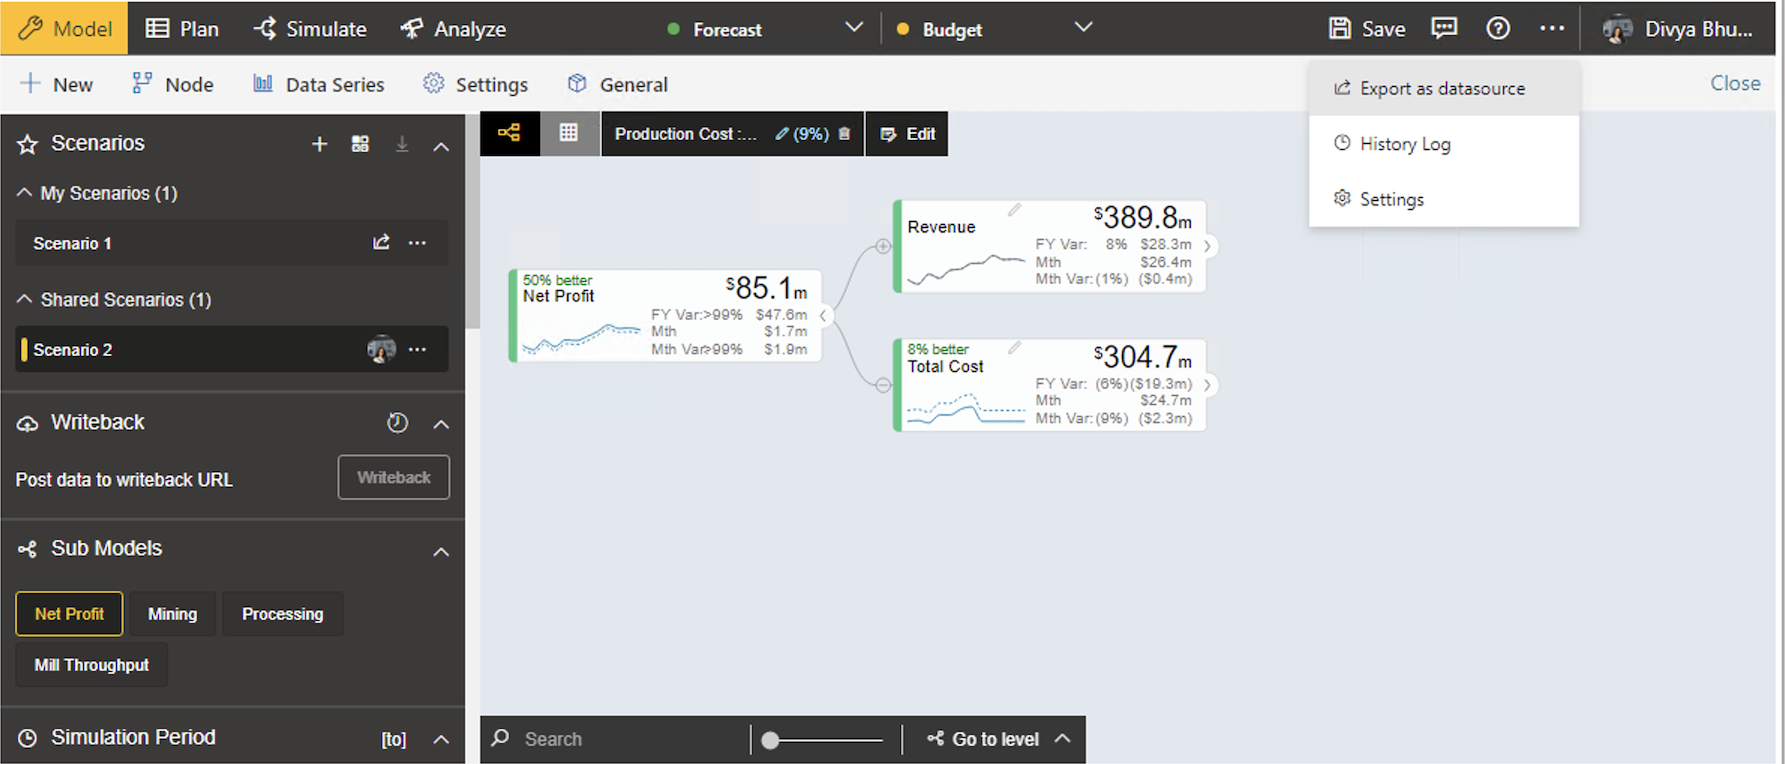 Model Plan Simulate Analyze Forecast Budget Save Divya Bhu...
New Node Data Series Settings General Close
Export as datasource
History Log
Settings
Scenarios
My Scenarios (1)
Scenario 1
Shared Scenarios (1)
Scenario 2
Writeback
Post data to writeback URL Writeback
Sub Models
Net Profit Mining Processing
Mill Throughput
Simulation Period [to]
Production Cost :... (9%) Edit
50% better
Net Profit $85.1m
FY Var:>99% $47.6m
Mth $1.7m
Mth Var>99% $1.9m
Revenue $389.8m
FY Var: 8% $28.3m
Mth $26.4m
Mth Var: (1%) ($0.4m)
8% better
Total Cost $304.7m
FY Var: (6%) ($19.3m)
Mth $24.7m
Mth Var: (9%) ($2.3m)
Search Go to level